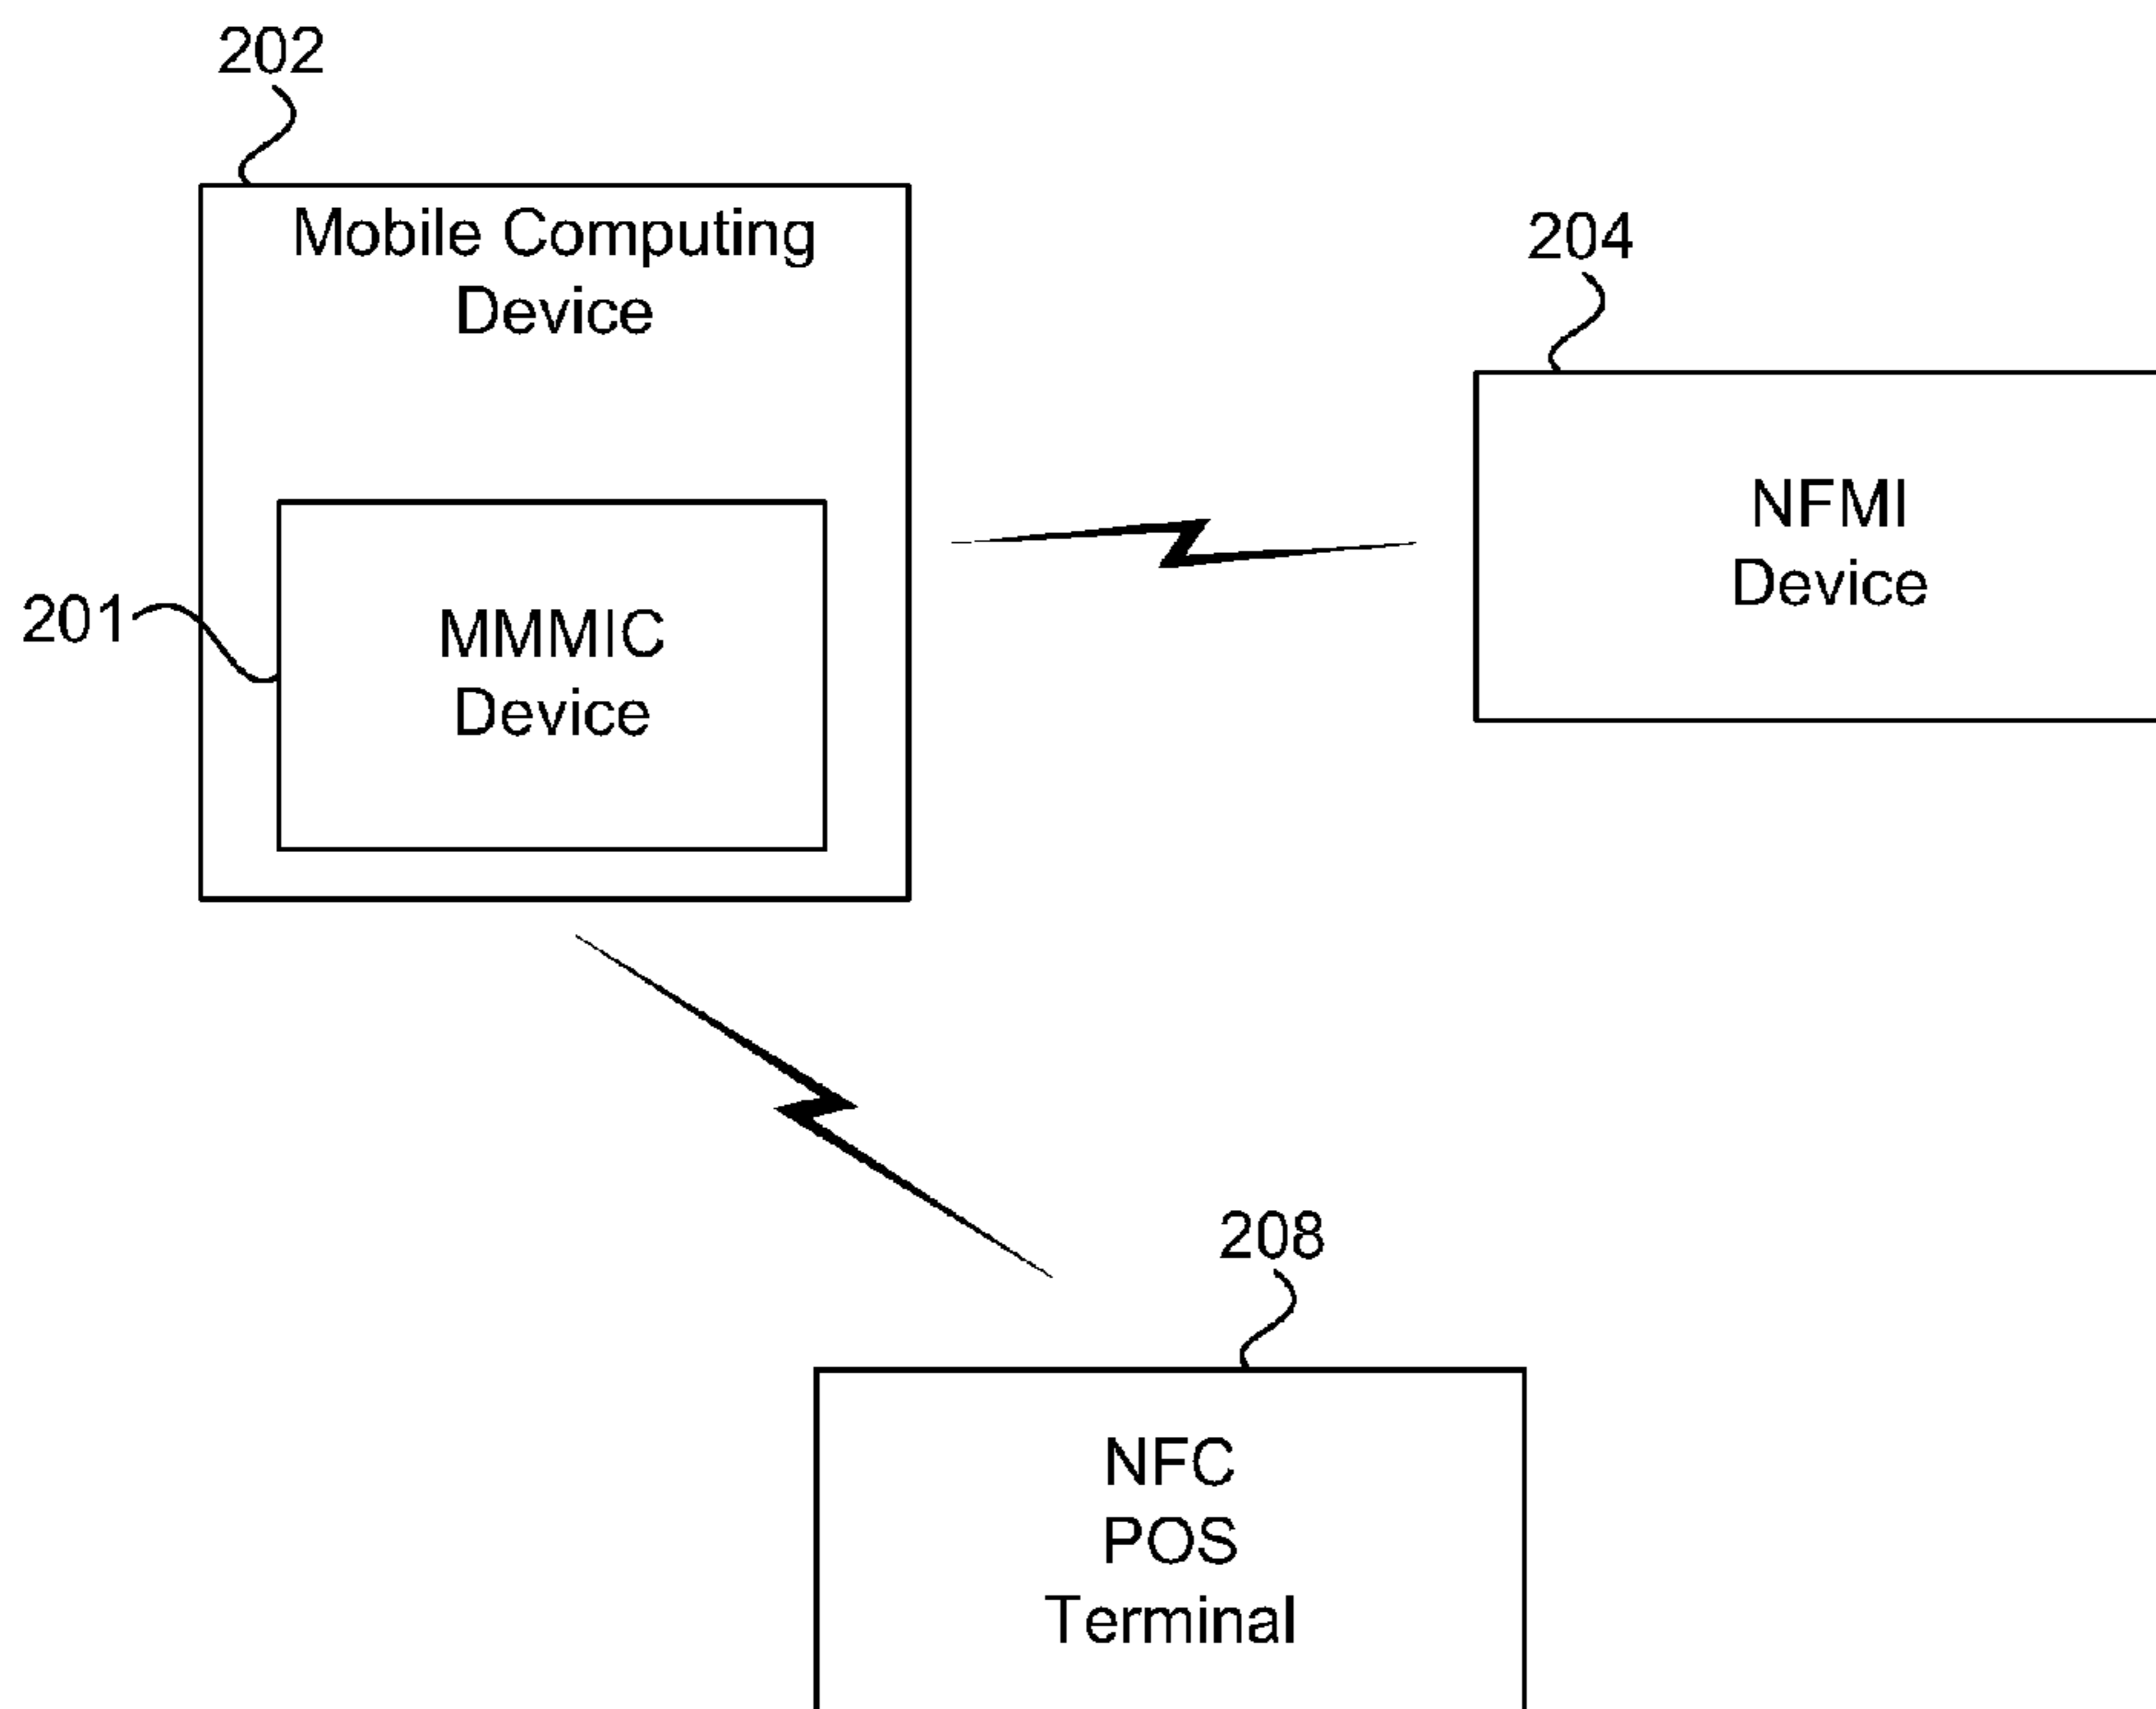 202
Mobile Computing
Device
204
NFMI
Device
201
MMMIC
Device
208
NFC
POS
Terminal